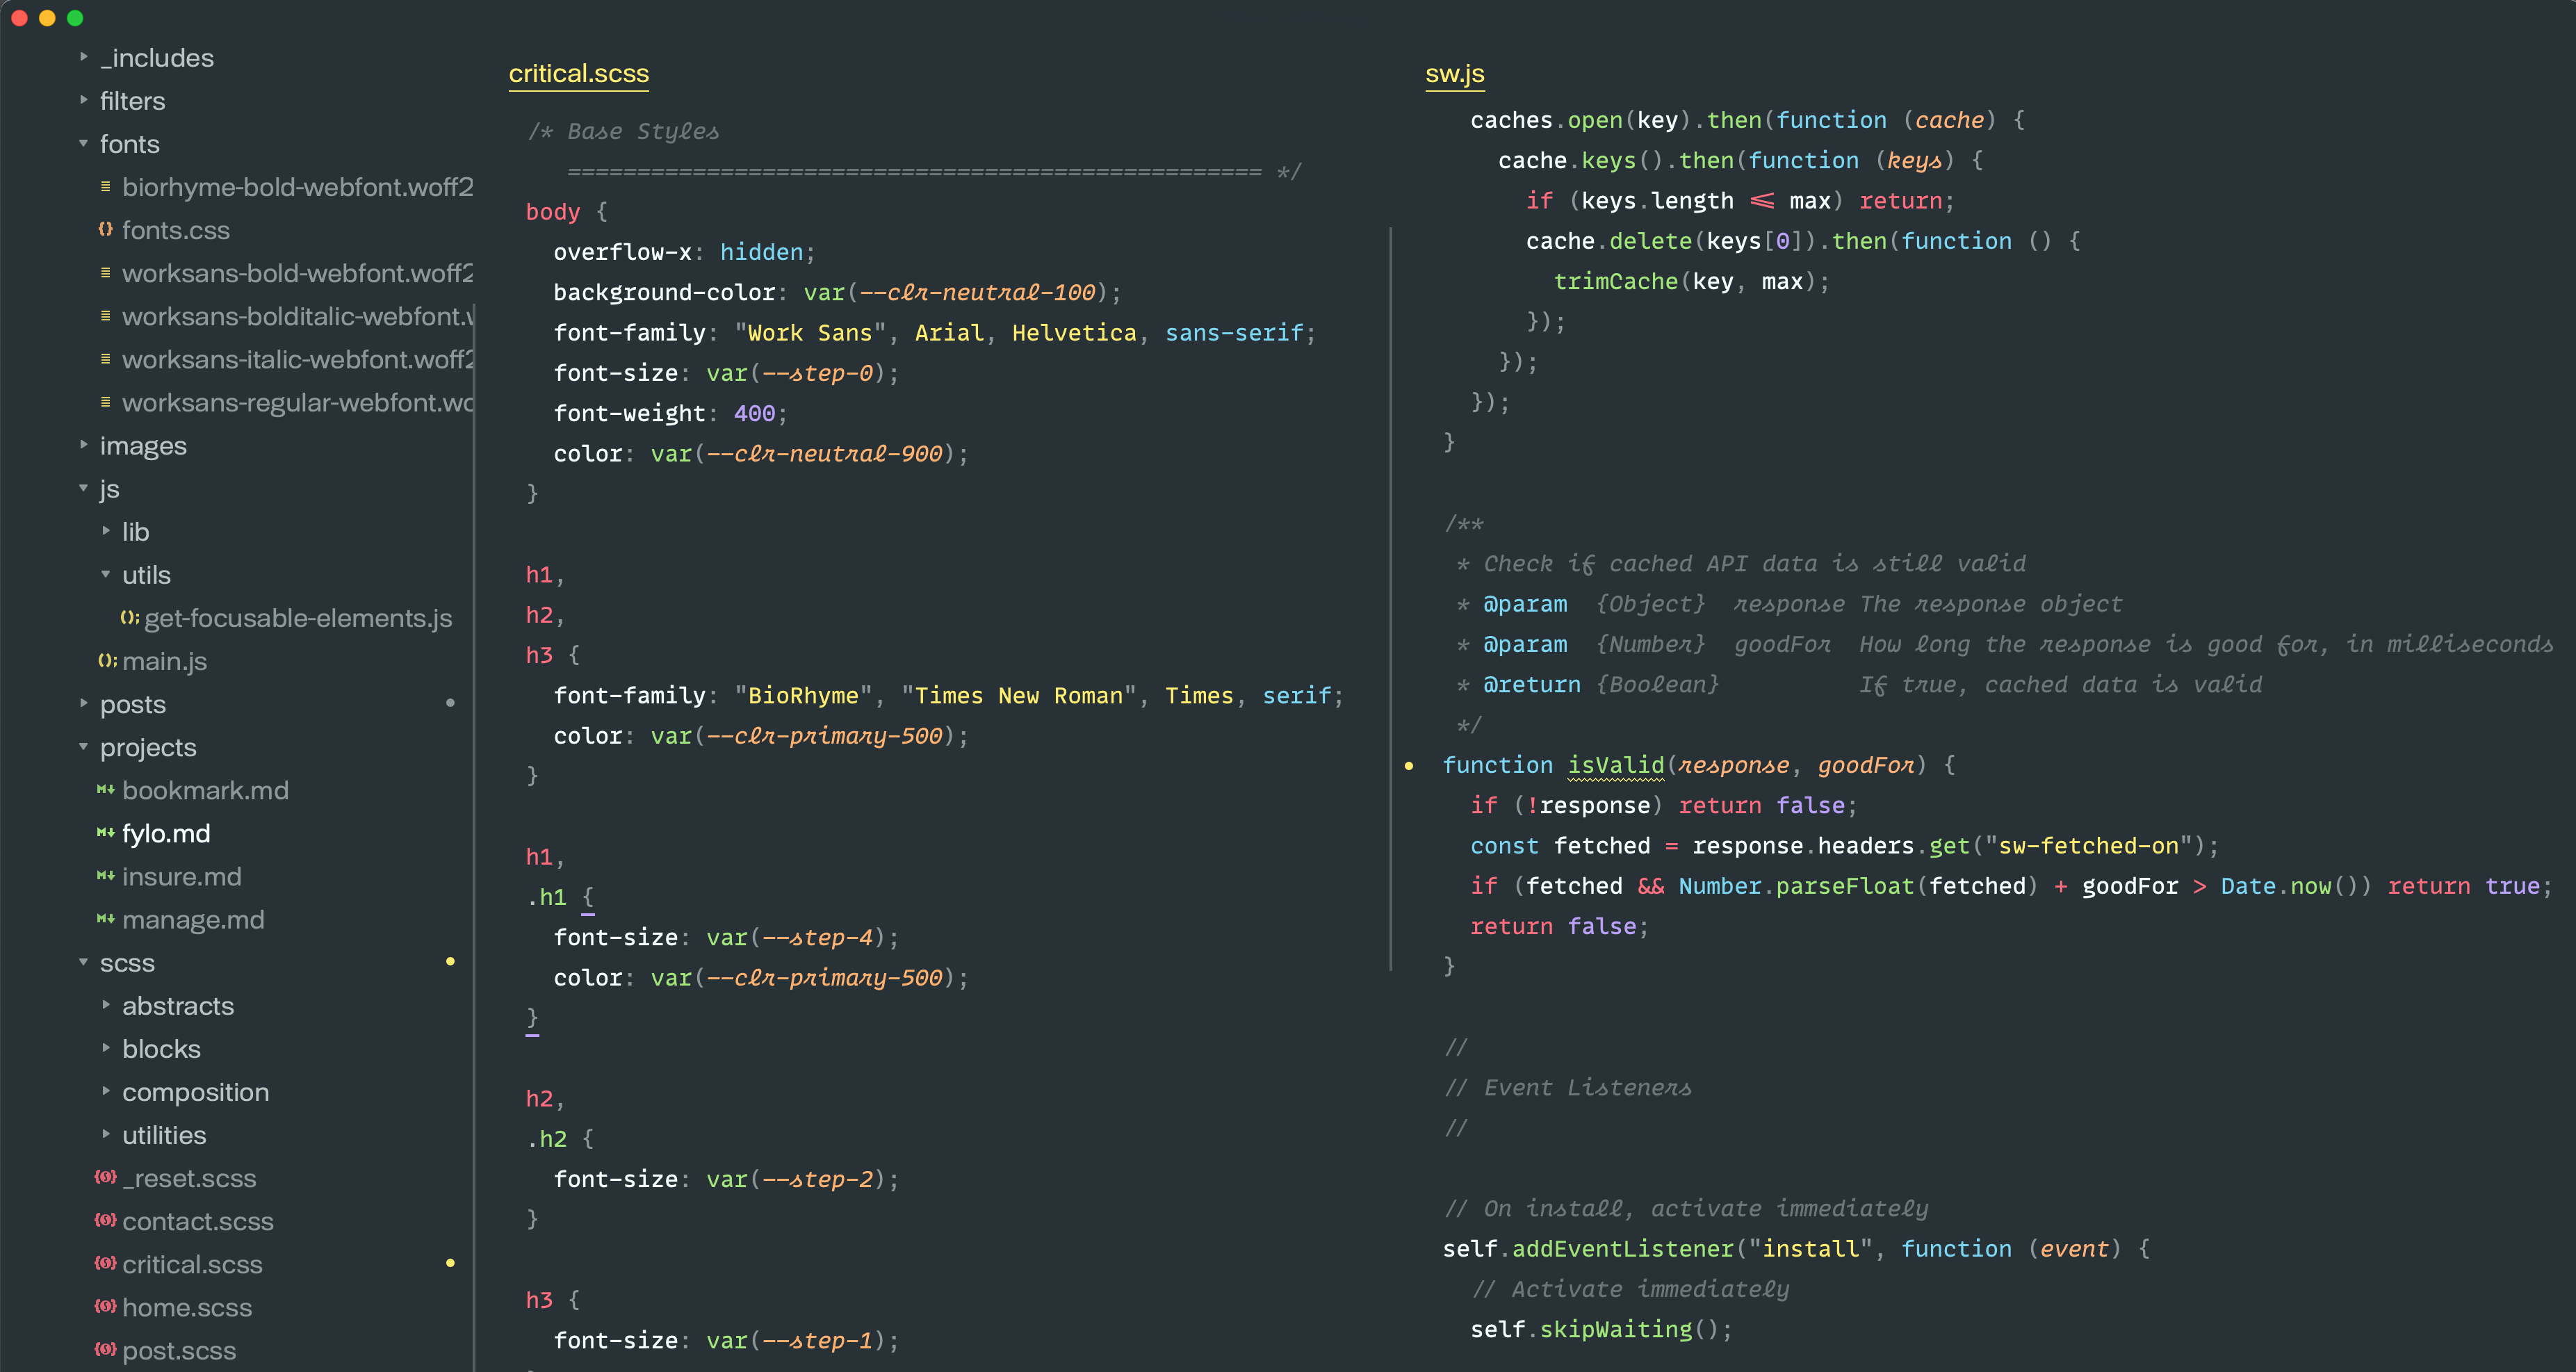 _includes
filters
fonts
biorhyme-bold-webfont.woff2
fonts.css
worksans-bold-webfont.woff2
worksans-bolditalic-webfont.w
worksans-italic-webfont.woff2
worksans-regular-webfont.wo
images
js
lib
utils
get-focusable-elements.js
main.js
posts
projects
bookmark.md
fylo.md
insure.md
manage.md
scss
abstracts
blocks
composition
utilities
_reset.scss
contact.scss
critical.scss
home.scss
post.scss
critical.scss
/* Base Styles
   ================================================== */
body {
  overflow-x: hidden;
  background-color: var(--clr-neutral-100);
  font-family: "Work Sans", Arial, Helvetica, sans-serif;
  font-size: var(--step-0);
  font-weight: 400;
  color: var(--clr-neutral-900);
}
h1,
h2,
h3 {
  font-family: "BioRhyme", "Times New Roman", Times, serif;
  color: var(--clr-primary-500);
}
h1,
.h1 {
  font-size: var(--step-4);
  color: var(--clr-primary-500);
}
h2,
.h2 {
  font-size: var(--step-2);
}
h3 {
  font-size: var(--step-1);
sw.js
  caches.open(key).then(function (cache) {
    cache.keys().then(function (keys) {
      if (keys.length <= max) return;
      cache.delete(keys[0]).then(function () {
        trimCache(key, max);
      });
    });
  });
}
/**
 * Check if cached API data is still valid
 * @param  {Object}  response The response object
 * @param  {Number}  goodFor  How long the response is good for, in milliseconds
 * @return {Boolean}          If true, cached data is valid
 */
function isValid(response, goodFor) {
  if (!response) return false;
  const fetched = response.headers.get("sw-fetched-on");
  if (fetched && Number.parseFloat(fetched) + goodFor > Date.now()) return true;
  return false;
}
//
// Event Listeners
//
// On install, activate immediately
self.addEventListener("install", function (event) {
  // Activate immediately
  self.skipWaiting();